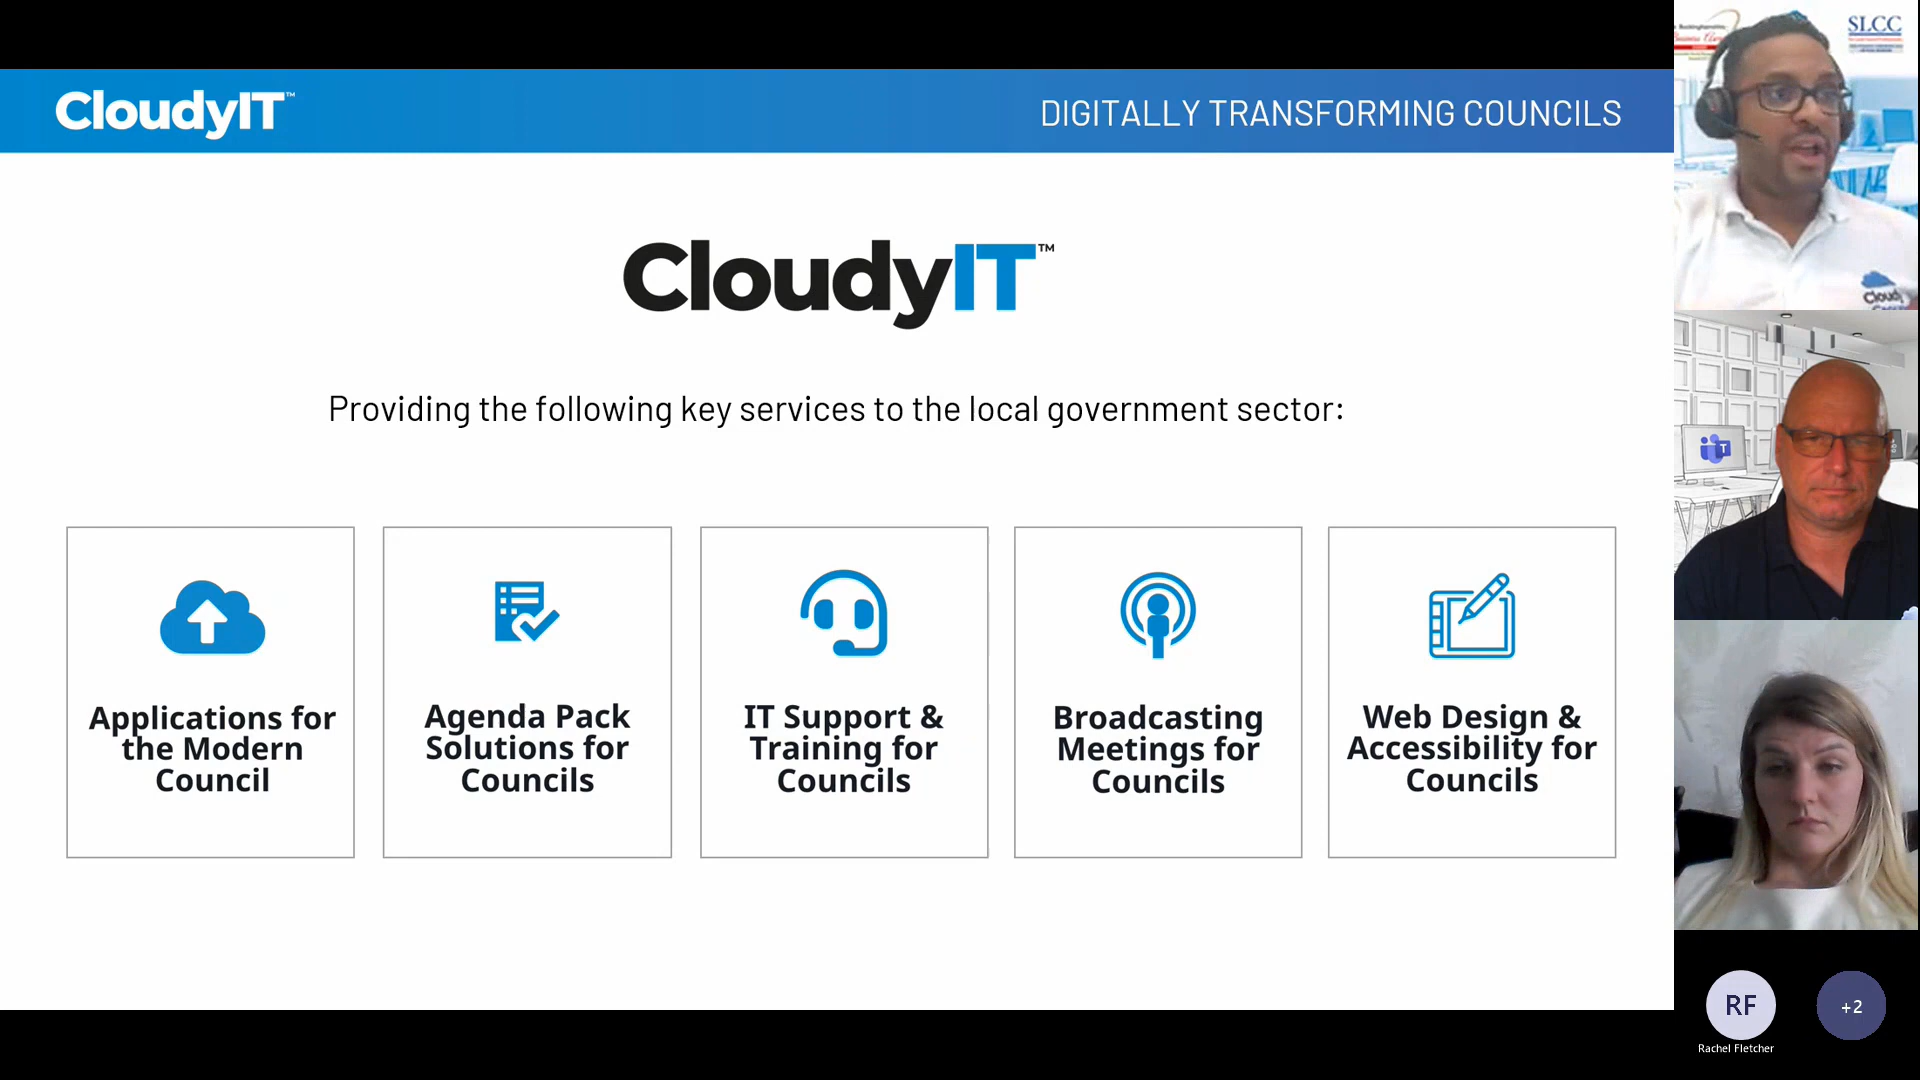 CloudyIT™
DIGITALLY TRANSFORMING COUNCILS
CloudyIT™
Providing the following key services to the local government sector:
Applications for
the Modern
Council
Agenda Pack
Solutions for
Councils
IT Support &
Training for
Councils
Broadcasting
Meetings for
Councils
Web Design &
Accessibility for
Councils
SLCC
Cloudy
T
RF
+2
Rachel Fletcher